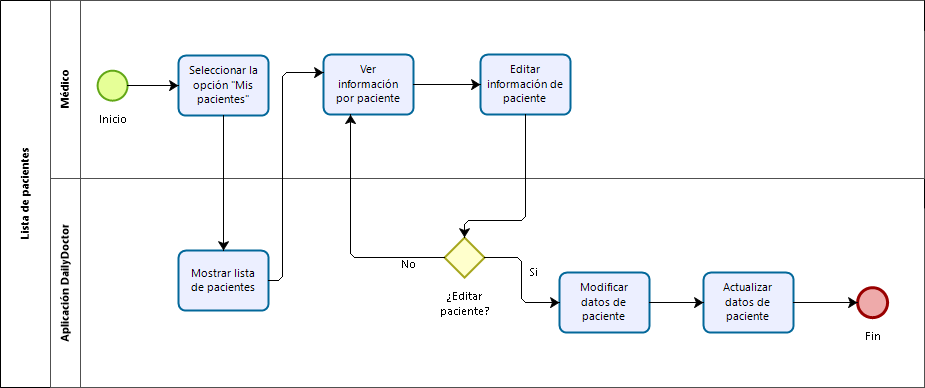 Lista de pacientes
Médico
Inicio
Seleccionar la
opción "Mis
pacientes"
Ver
información
por paciente
Editar
información de
paciente
Aplicación DailyDoctor
Mostrar lista
de pacientes
No
¿Editar
paciente?
Si
Modificar
datos de
paciente
Actualizar
datos de
paciente
Fin